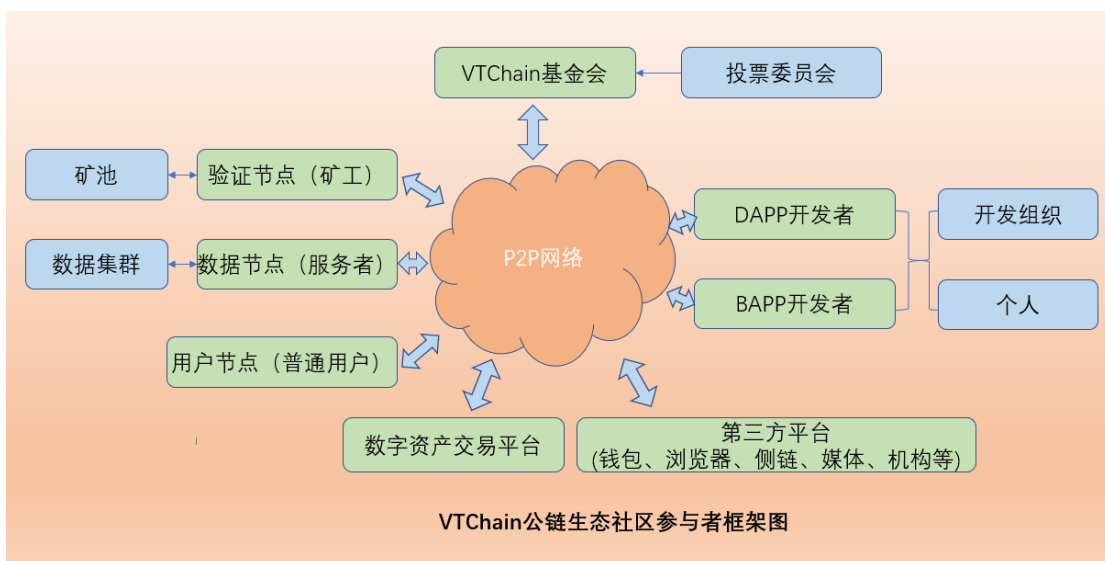 VTChain基金会
投票委员会
矿池
验证节点（矿工）
DAPP开发者
开发组织
数据集群
数据节点（服务者）
P2P网络
BAPP开发者
个人
用户节点（普通用户）
数字资产交易平台
第三方平台
(钱包、浏览器、侧链、媒体、机构等)
VTChain公链生态社区参与者框架图